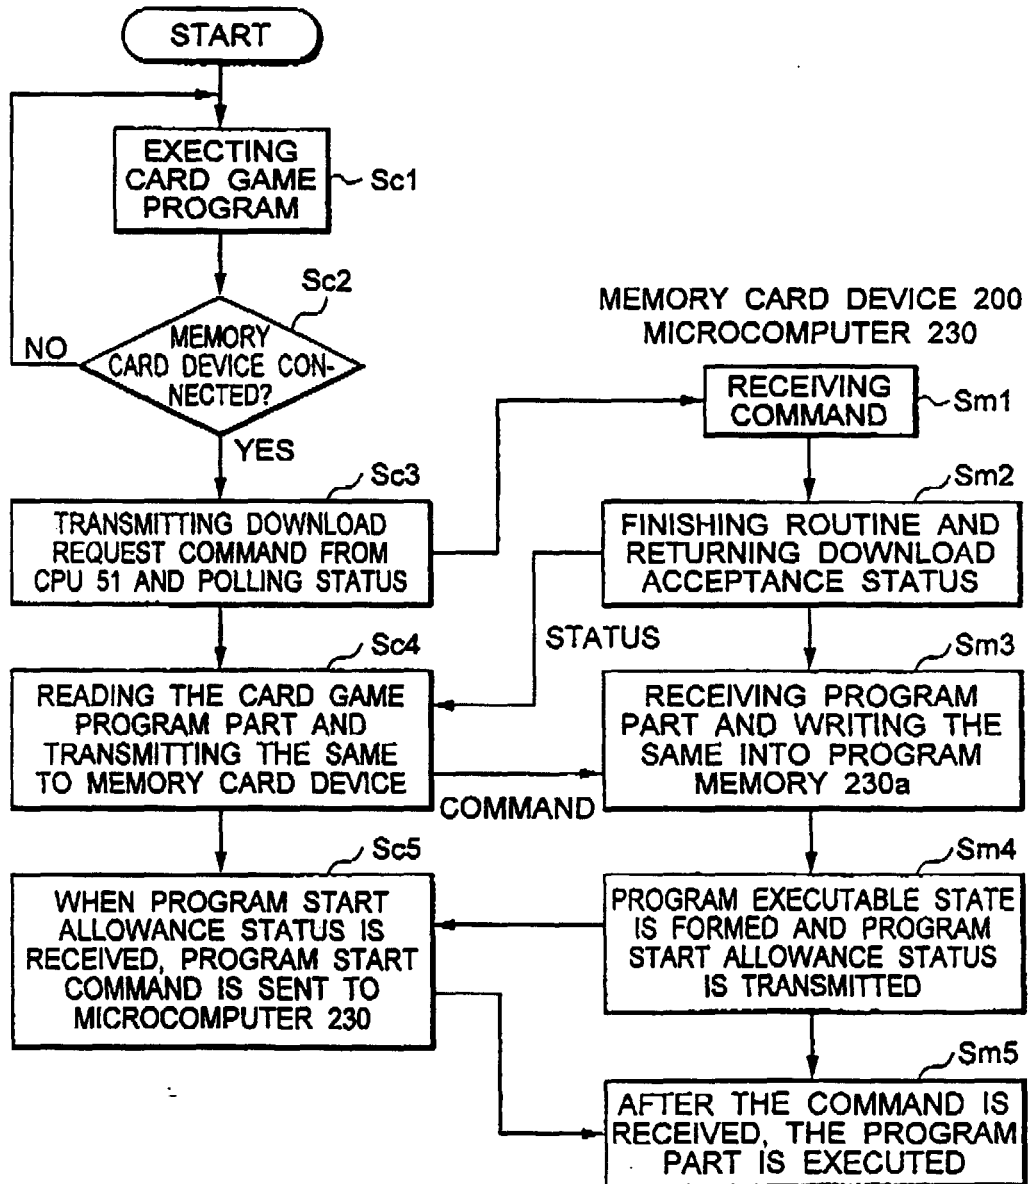 START
EXECTING
CARD GAME
PROGRAM
Sc1
Sc2
MEMORY
CARD DEVICE CON-
NECTED?
NO
YES
MEMORY CARD DEVICE 200
MICROCOMPUTER 230
RECEIVING
COMMAND
Sm1
Sc3
TRANSMITTING DOWNLOAD
REQUEST COMMAND FROM
CPU 51 AND POLLING STATUS
Sm2
FINISHING ROUTINE AND
RETURNING DOWNLOAD
ACCEPTANCE STATUS
STATUS
Sc4
READING THE CARD GAME
PROGRAM PART AND
TRANSMITTING THE SAME
TO MEMORY CARD DEVICE
Sm3
RECEIVING PROGRAM
PART AND WRITING THE
SAME INTO PROGRAM
MEMORY 230a
COMMAND
Sc5
WHEN PROGRAM START
ALLOWANCE STATUS IS
RECEIVED, PROGRAM START
COMMAND IS SENT TO
MICROCOMPUTER 230
Sm4
PROGRAM EXECUTABLE STATE
IS FORMED AND PROGRAM
START ALLOWANCE STATUS
IS TRANSMITTED
Sm5
AFTER THE COMMAND IS
RECEIVED, THE PROGRAM
PART IS EXECUTED